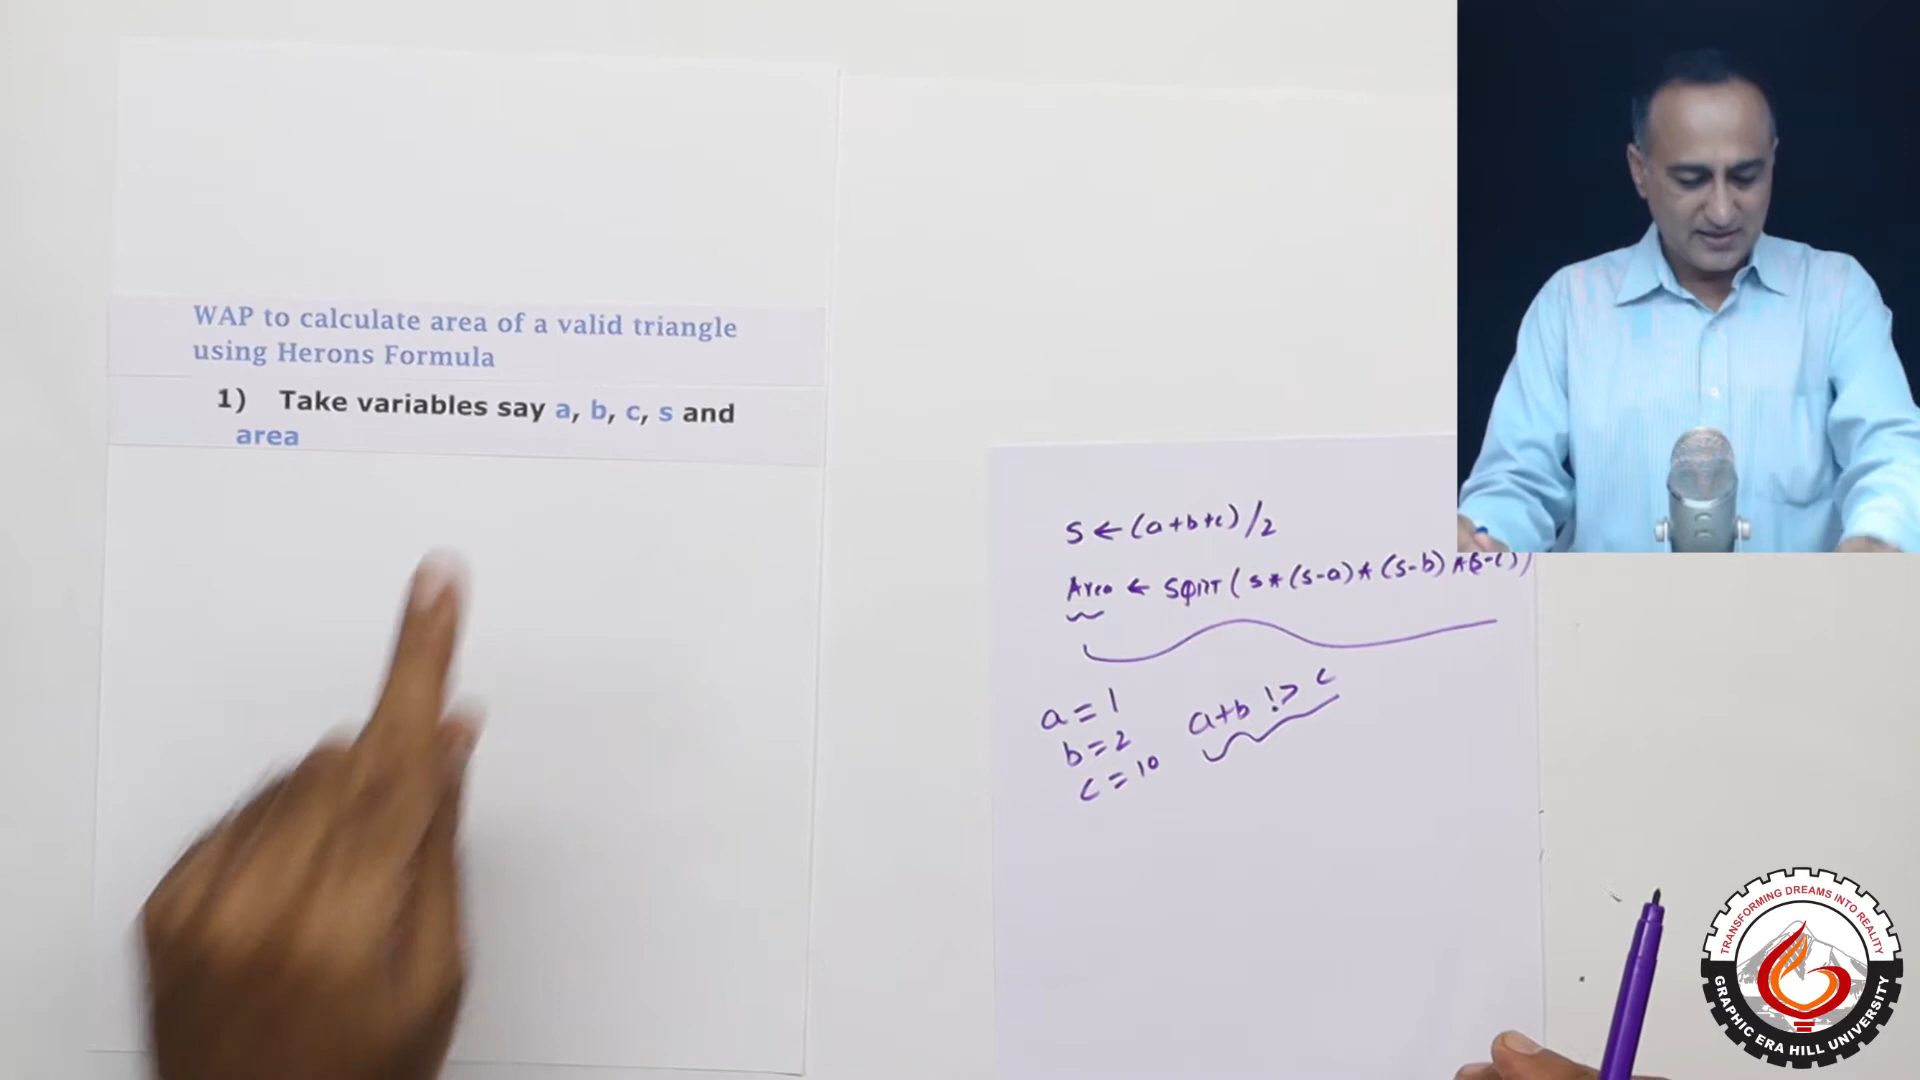 WAP to calculate area of a valid triangle
using Herons Formula
1) Take variables say a, b, c, s and
area
S ← (a+b+c)/2
Area ← SQRT (s*(s-a)*(s-b)*(s-c))
a=1
b=2
c=10
a+b !> c
TRANSFORMING DREAMS INTO REALITY
GRAPHIC ERA HILL UNIVERSITY